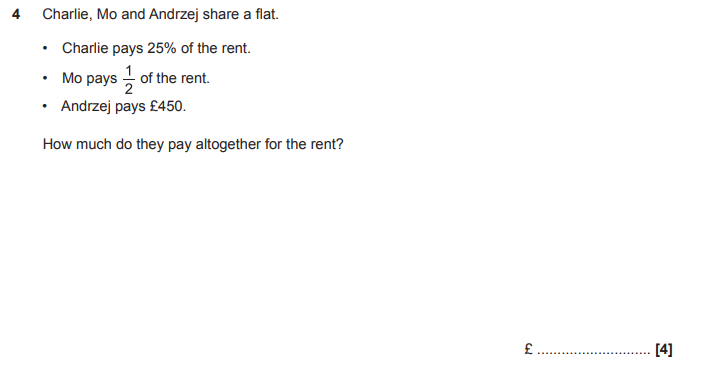 4 Charlie, Mo and Andrzej share a flat.
• Charlie pays 25% of the rent.
• Mo pays 1/2 of the rent.
• Andrzej pays £450.
How much do they pay altogether for the rent?
£ ............................ [4]